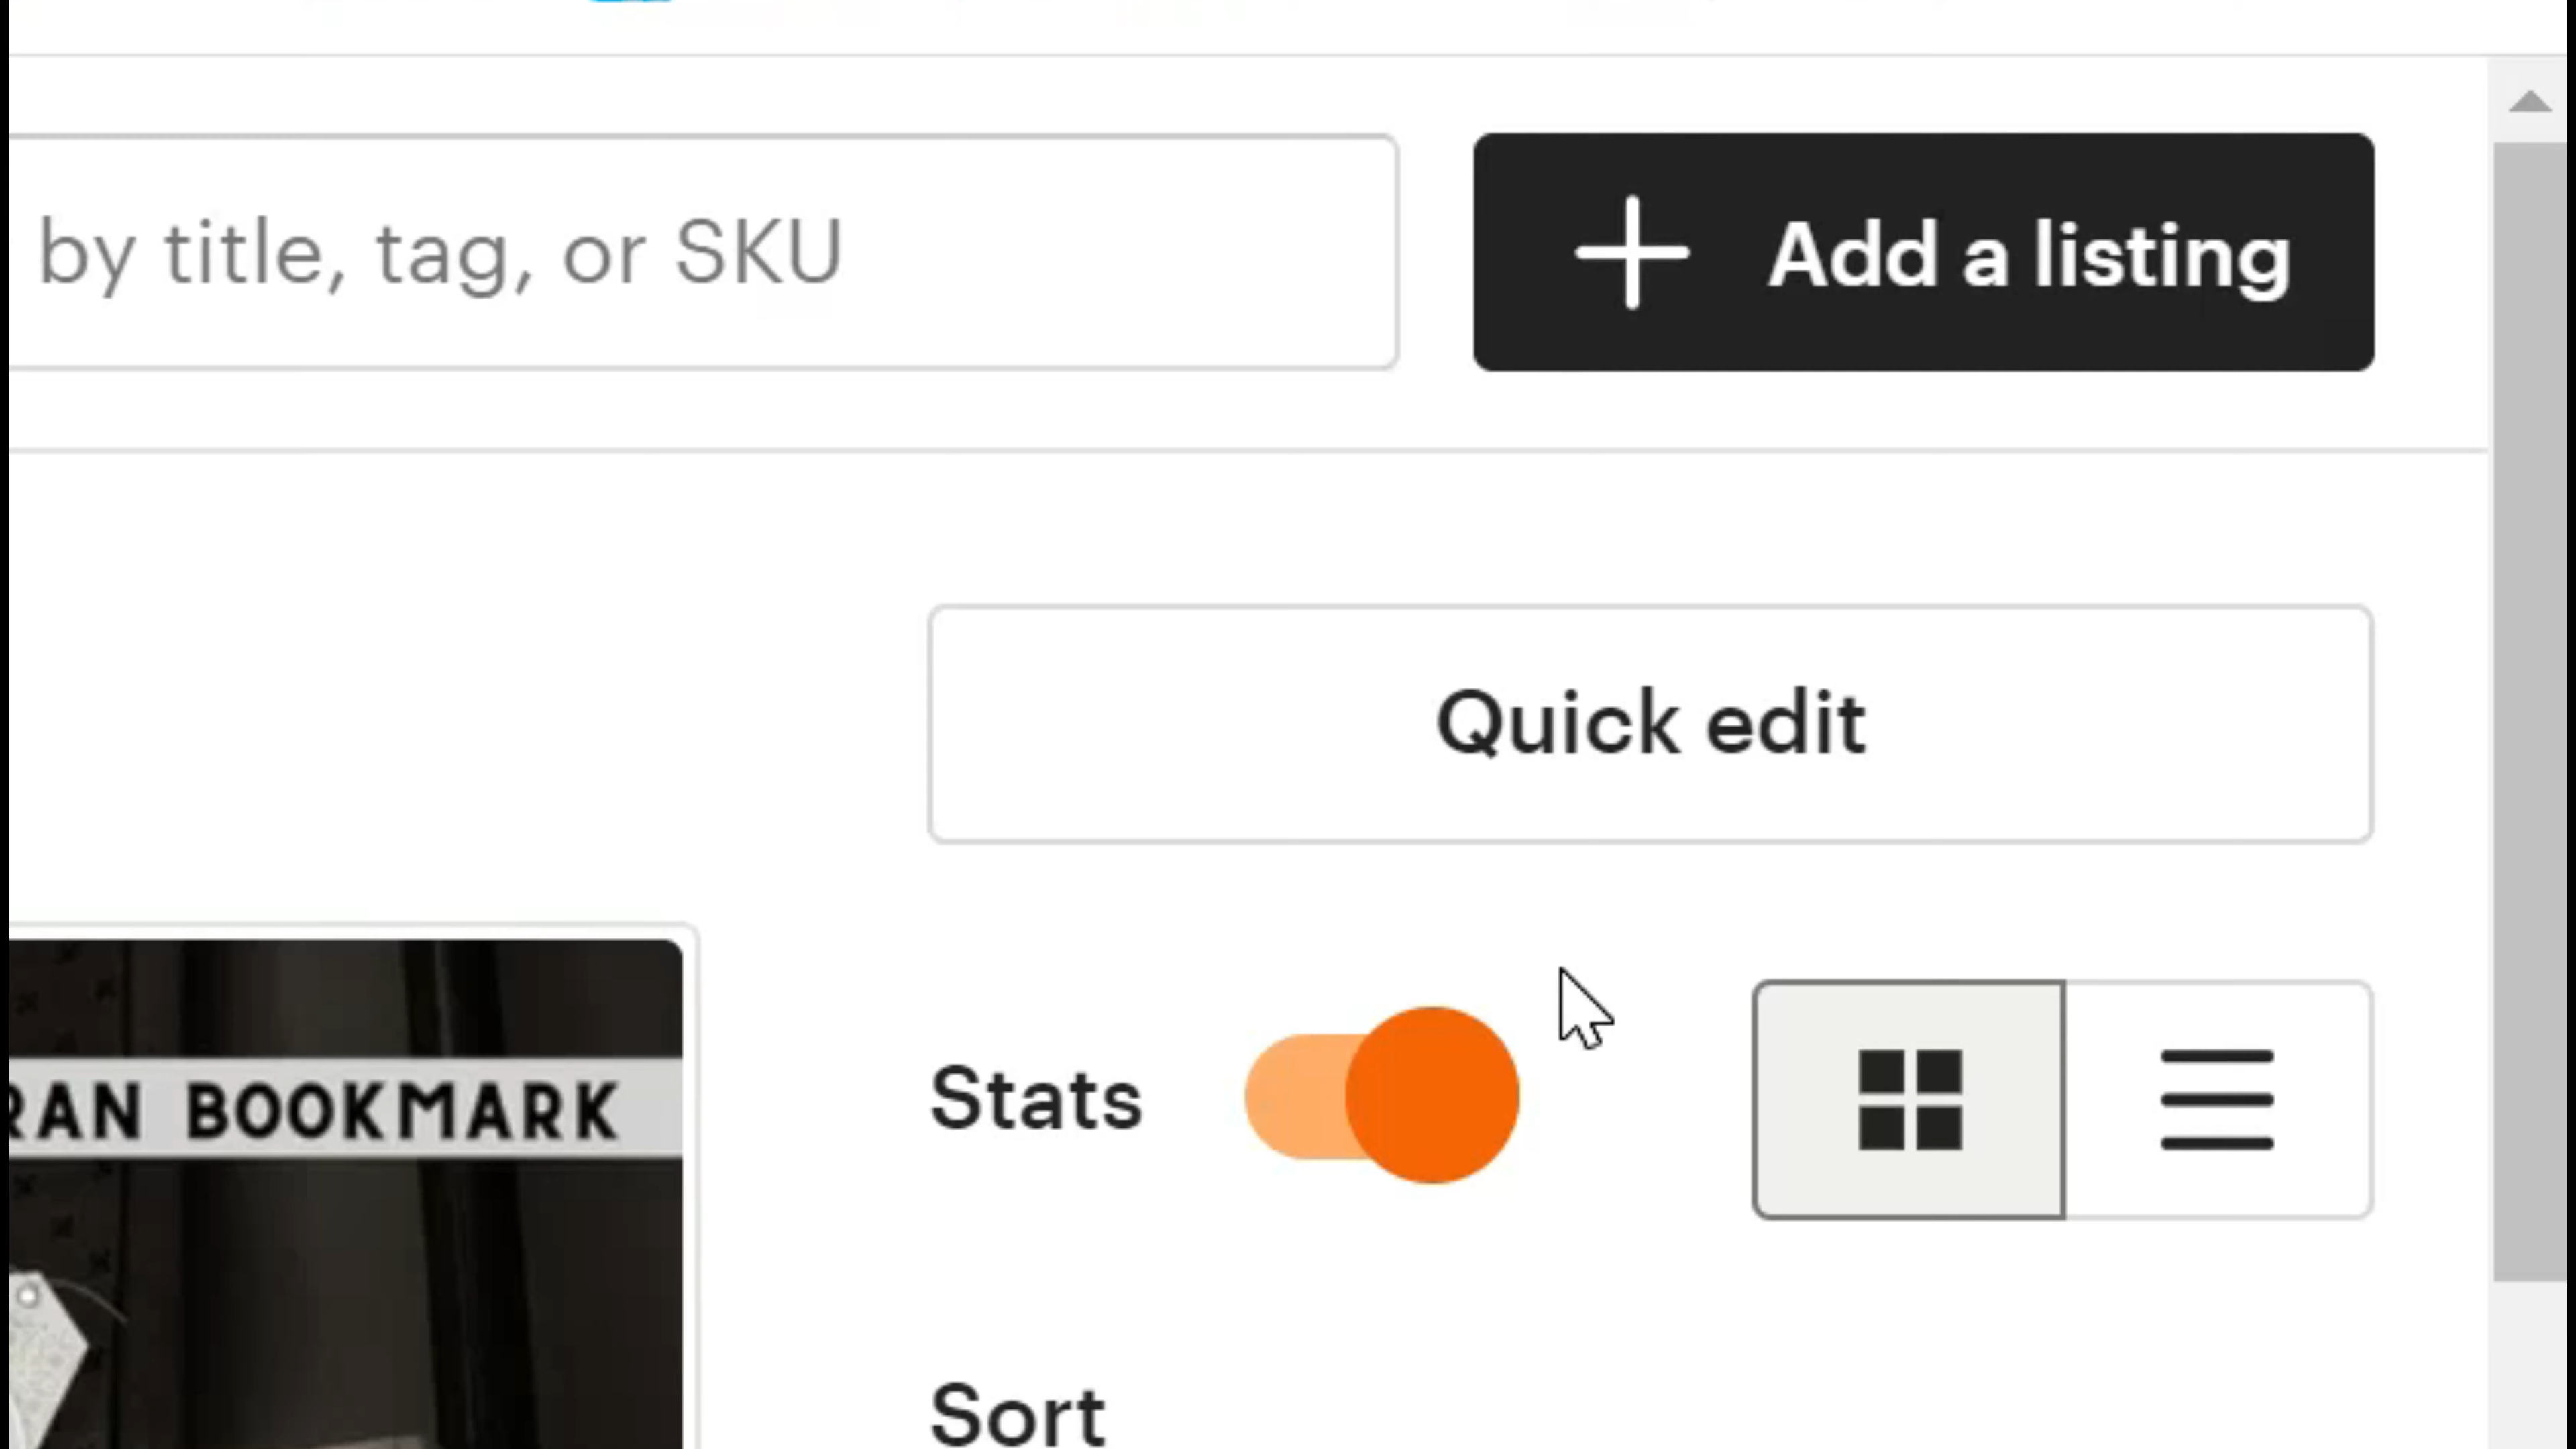 by title, tag, or SKU
Add a listing
Quick edit
RAN BOOKMARK
Stats
Sort